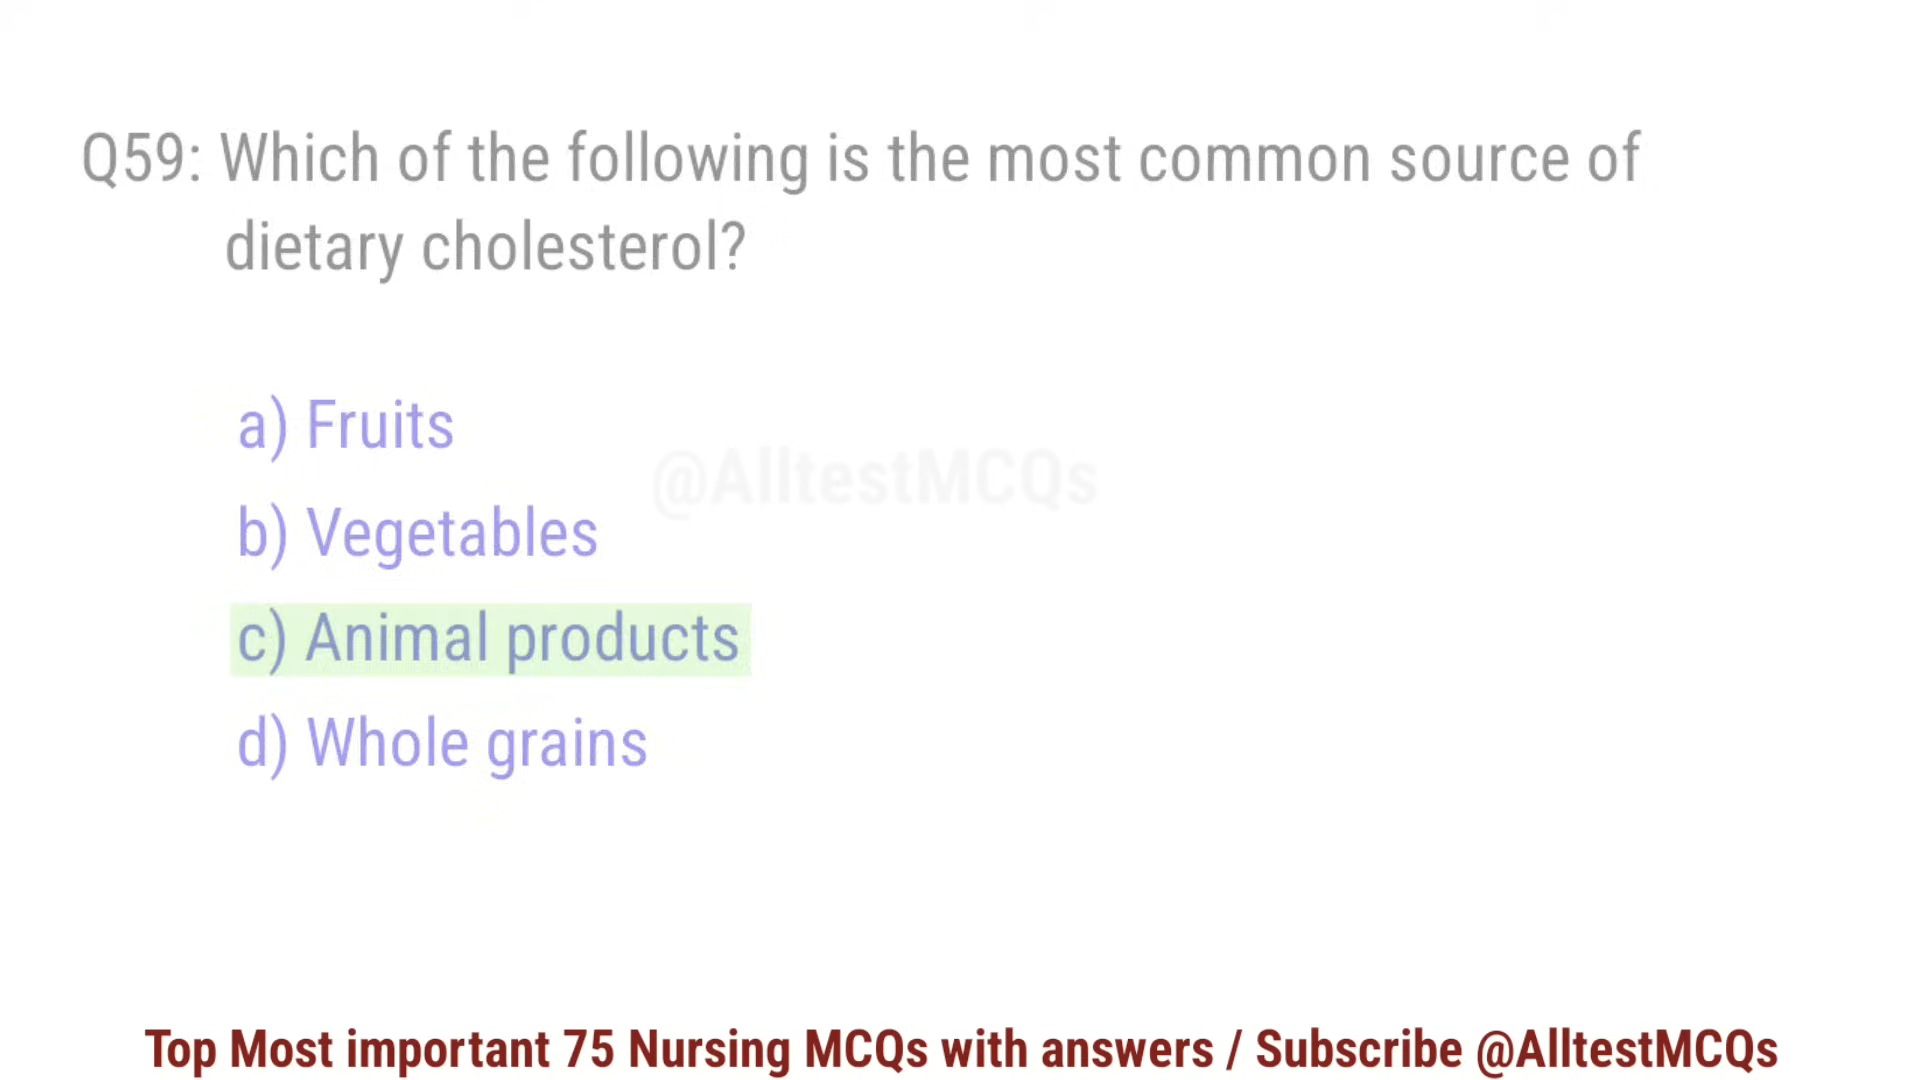 Q59: Which of the following is the most common source of
dietary cholesterol?
a) Fruits
@AlltestMCQs
b) Vegetables
c) Animal products
d) Whole grains
Top Most important 75 Nursing MCQs with answers / Subscribe @AlltestMCQs